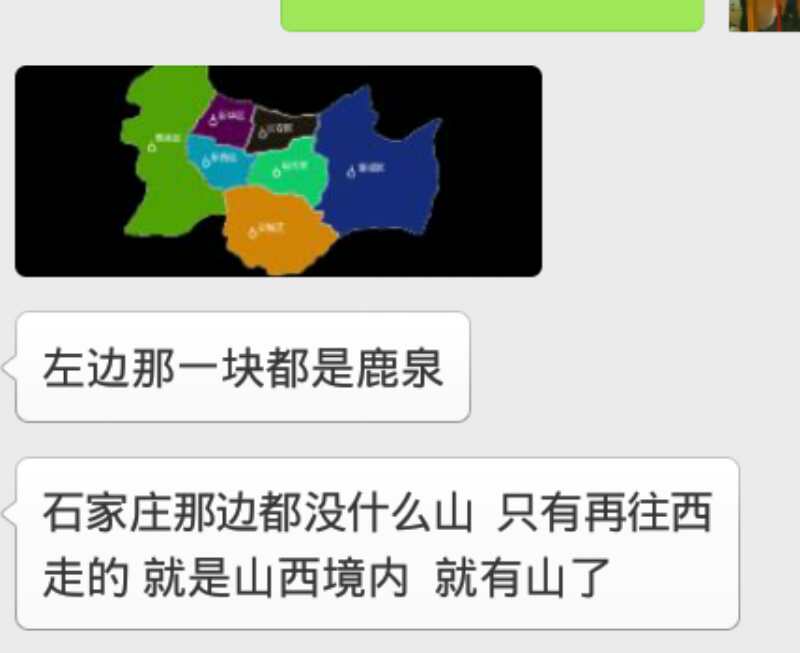 左边那一块都是鹿泉
石家庄那边都没什么山 只有再往西
走的 就是山西境内 就有山了